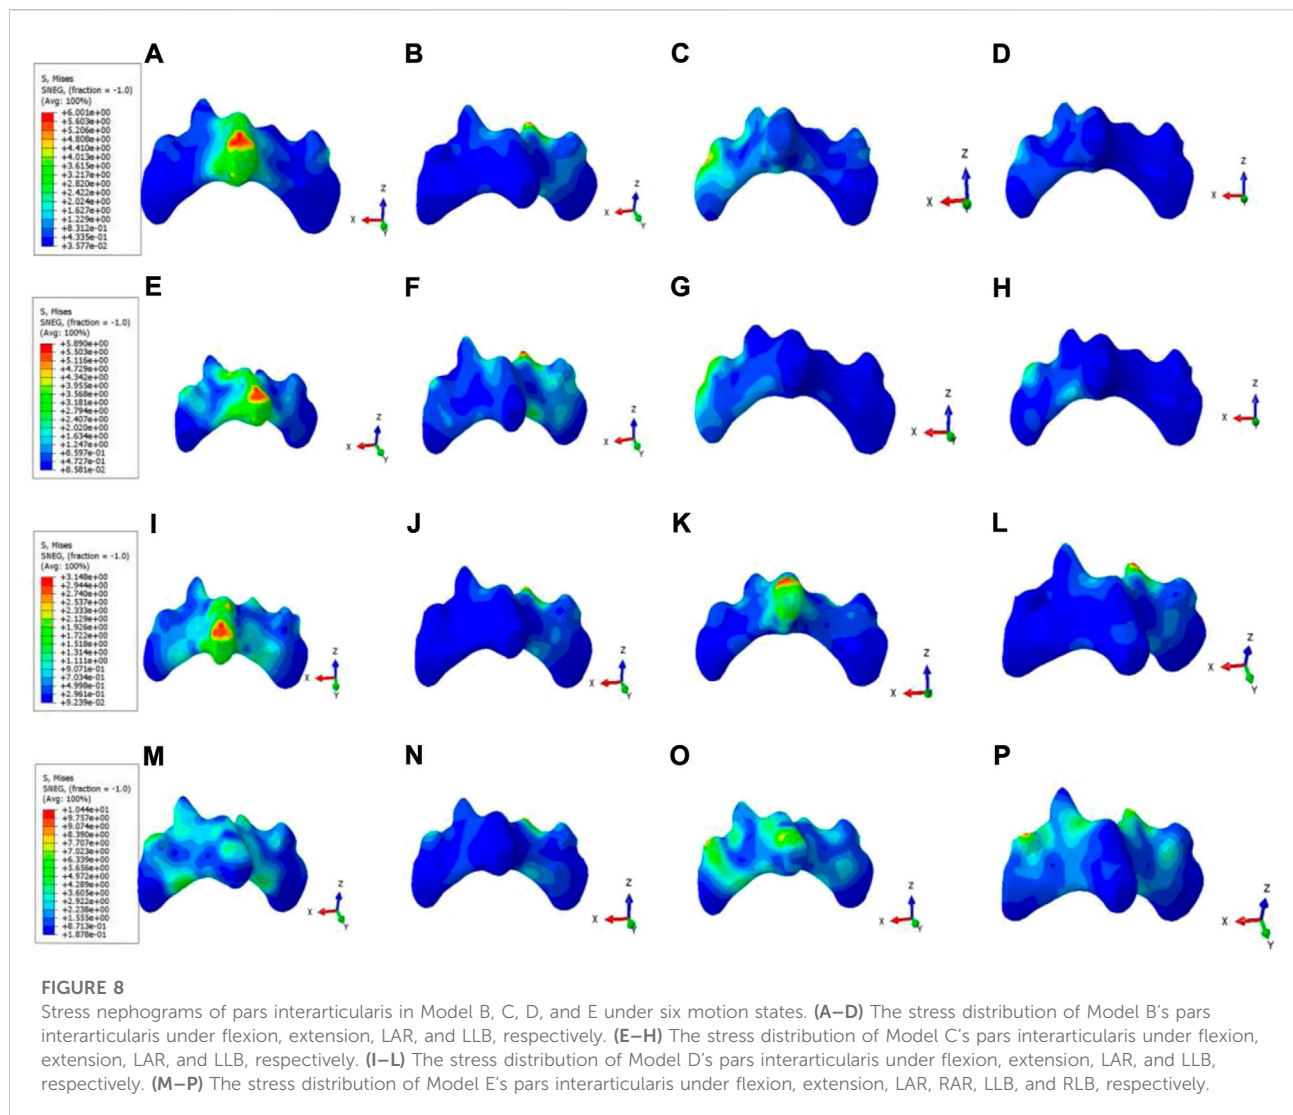 A
B
C
D
S, Mises
SNEG, (fraction = -1.0)
(Avg: 100%)
+6.001e+00
+5.603e+00
+5.206e+00
+4.808e+00
+4.410e+00
+4.013e+00
+3.615e+00
+3.217e+00
+2.820e+00
+2.422e+00
+2.024e+00
+1.627e+00
+1.229e+00
+8.312e-01
+4.335e-01
+3.577e-02
Z
X
Y
Z
X
Y
Z
X
Y
Z
X
Y
E
F
G
H
S, Mises
SNEG, (fraction = -1.0)
(Avg: 100%)
+5.890e+00
+5.503e+00
+5.116e+00
+4.729e+00
+4.342e+00
+3.955e+00
+3.568e+00
+3.181e+00
+2.794e+00
+2.407e+00
+2.020e+00
+1.634e+00
+1.247e+00
+8.597e-01
+4.727e-01
+8.581e-02
Z
X
Y
Z
X
Y
Z
X
Y
Z
X
Y
I
J
K
L
S, Mises
SNEG, (fraction = -1.0)
(Avg: 100%)
+3.148e+00
+2.944e+00
+2.740e+00
+2.537e+00
+2.333e+00
+2.129e+00
+1.926e+00
+1.722e+00
+1.518e+00
+1.314e+00
+1.111e+00
+9.071e-01
+7.034e-01
+4.998e-01
+2.961e-01
+9.239e-02
Z
X
Y
Z
X
Y
Z
X
Z
X
Y
M
N
O
P
S, Mises
SNEG, (fraction = -1.0)
(Avg: 100%)
+1.044e+01
+9.757e+00
+9.074e+00
+8.390e+00
+7.707e+00
+7.023e+00
+6.339e+00
+5.656e+00
+4.972e+00
+4.289e+00
+3.605e+00
+2.922e+00
+2.238e+00
+1.555e+00
+8.713e-01
+1.878e-01
Z
X
Y
Z
X
Y
Z
X
Y
Z
X
Y
FIGURE 8
Stress nephograms of pars interarticularis in Model B, C, D, and E under six motion states. (A–D) The stress distribution of Model B's pars
interarticularis under flexion, extension, LAR, and LLB, respectively. (E–H) The stress distribution of Model C's pars interarticularis under flexion,
extension, LAR, and LLB, respectively. (I–L) The stress distribution of Model D's pars interarticularis under flexion, extension, LAR, and LLB,
respectively. (M–P) The stress distribution of Model E's pars interarticularis under flexion, extension, LAR, RAR, LLB, and RLB, respectively.